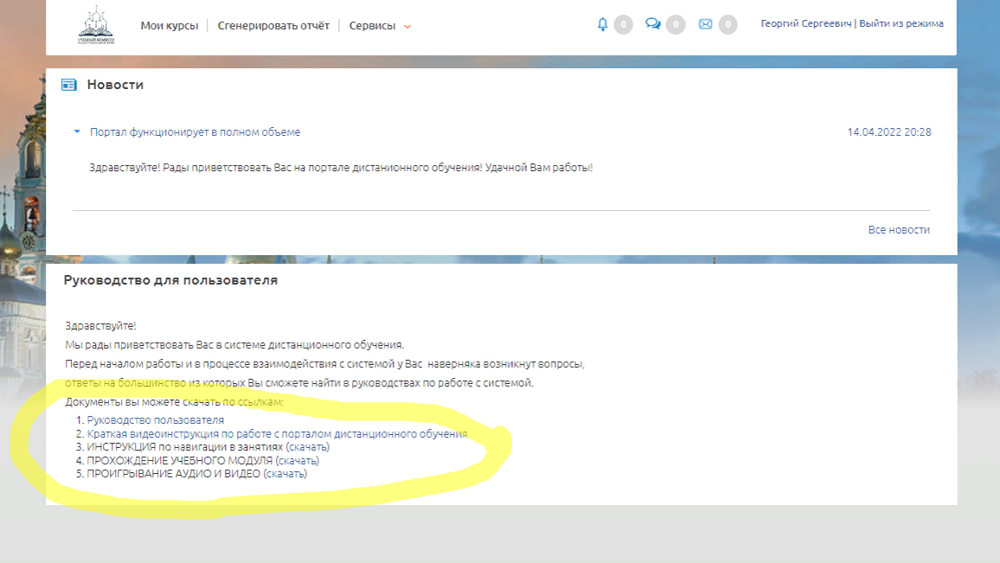 УЧЕБНЫЙ КОМИТЕТ
Мои курсы | Сгенерировать отчёт | Сервисы
0 0 0
Георгий Сергеевич | Выйти из режима
Новости
Портал функционирует в полном объеме 14.04.2022 20:28
Здравствуйте! Рады приветствовать Вас на портале дистанионного обучения! Удачной Вам работы!
Все новости
Руководство для пользователя
Здравствуйте!
Мы рады приветствовать Вас в системе дистанционного обучения.
Перед началом работы и в процессе взаимодействия с системой у Вас наверняка возникнут вопросы,
ответы на большинство из которых Вы сможете найти в руководствах по работе с системой.
Документы вы можете скачать по ссылкам:
1. Руководство пользователя
2. Краткая видеоинструкция по работе с порталом дистанционного обучения
3. ИНСТРУКЦИЯ по навигации в занятиях (скачать)
4. ПРОХОЖДЕНИЕ УЧЕБНОГО МОДУЛЯ (скачать)
5. ПРОИГРЫВАНИЕ АУДИО И ВИДЕО (скачать)